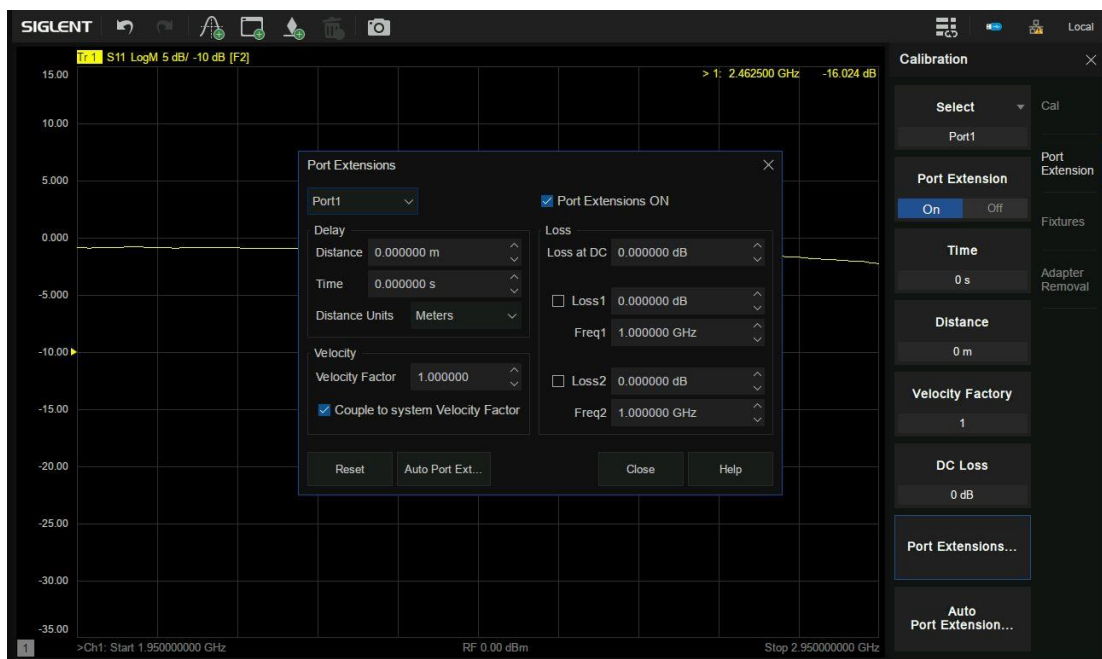 SIGLENT
Local
Tr 1 S11 LogM 5 dB/ -10 dB [F2]
> 1: 2.462500 GHz -16.024 dB
15.00
10.00
5.000
0.000
-5.000
-10.00
-15.00
-20.00
-25.00
-30.00
-35.00
Port Extensions
Port1
Port Extensions ON
Delay
Distance 0.000000 m
Time 0.000000 s
Distance Units Meters
Velocity
Velocity Factor 1.000000
Couple to system Velocity Factor
Loss
Loss at DC 0.000000 dB
Loss1 0.000000 dB
Freq1 1.000000 GHz
Loss2 0.000000 dB
Freq2 1.000000 GHz
Reset
Auto Port Ext...
Close
Help
1
>Ch1: Start 1.950000000 GHz
RF 0.00 dBm
Stop 2.950000000 GHz
Calibration
Select
Port1
Port Extension
On Off
Time
0 s
Distance
0 m
Velocity Factory
1
DC Loss
0 dB
Port Extensions...
Auto
Port Extension...
Cal
Port
Extension
Fixtures
Adapter
Removal